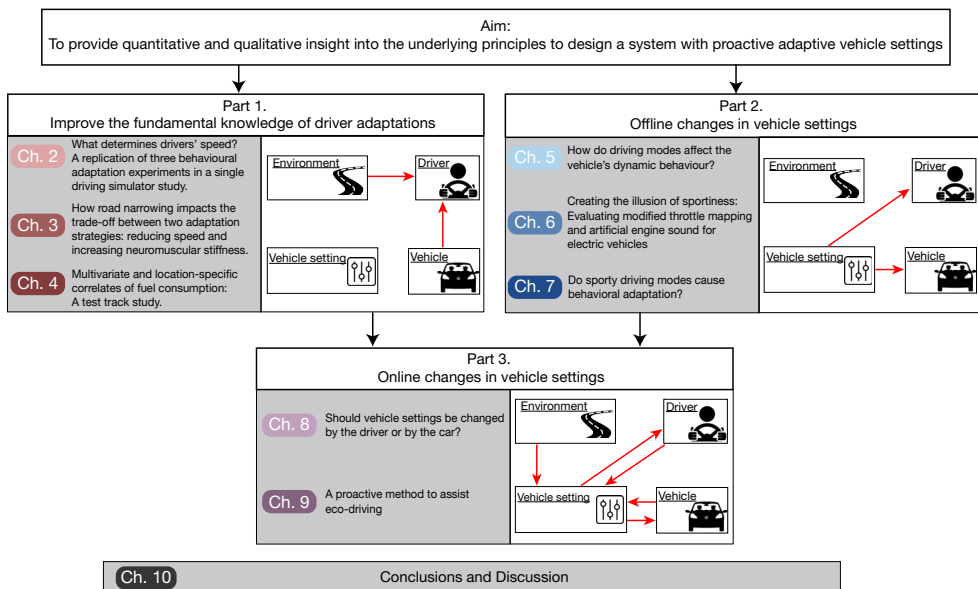 Aim:
To provide quantitative and qualitative insight into the underlying principles to design a system with proactive adaptive vehicle settings
Part 1.
Improve the fundamental knowledge of driver adaptations
Ch. 2
What determines drivers' speed?
A replication of three behavioural
adaptation experiments in a single
driving simulator study.
Ch. 3
How road narrowing impacts the
trade-off between two adaptation
strategies: reducing speed and
increasing neuromuscular stiffness.
Ch. 4
Multivariate and location-specific
correlates of fuel consumption:
A test track study.
Environment
Driver
Vehicle setting
Vehicle
Part 2.
Offline changes in vehicle settings
Ch. 5
How do driving modes affect the
vehicle's dynamic behaviour?
Ch. 6
Creating the illusion of sportiness:
Evaluating modified throttle mapping
and artificial engine sound for
electric vehicles
Ch. 7
Do sporty driving modes cause
behavioral adaptation?
Environment
Driver
Vehicle setting
Vehicle
Part 3.
Online changes in vehicle settings
Ch. 8
Should vehicle settings be changed
by the driver or by the car?
Ch. 9
A proactive method to assist
eco-driving
Environment
Driver
Vehicle setting
Vehicle
Ch. 10
Conclusions and Discussion